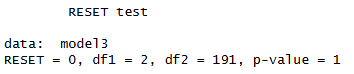 RESET test
data:  model3
RESET = 0, df1 = 2, df2 = 191, p-value = 1